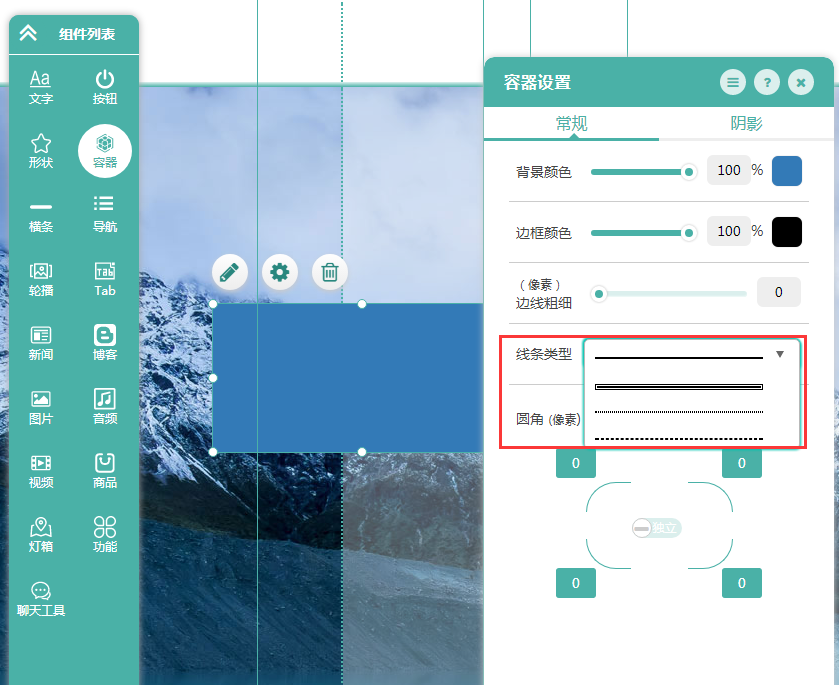 组件列表
Aa
文字
按钮
形状
容器
横条
导航
轮播
Tab
Tab
新闻
博客
图片
音频
视频
商品
灯箱
功能
聊天工具
容器设置
?
常规
阴影
背景颜色
100 %
边框颜色
100 %
(像素)
边线粗细
0
线条类型
圆角 (像素)
0
0
独立
0
0